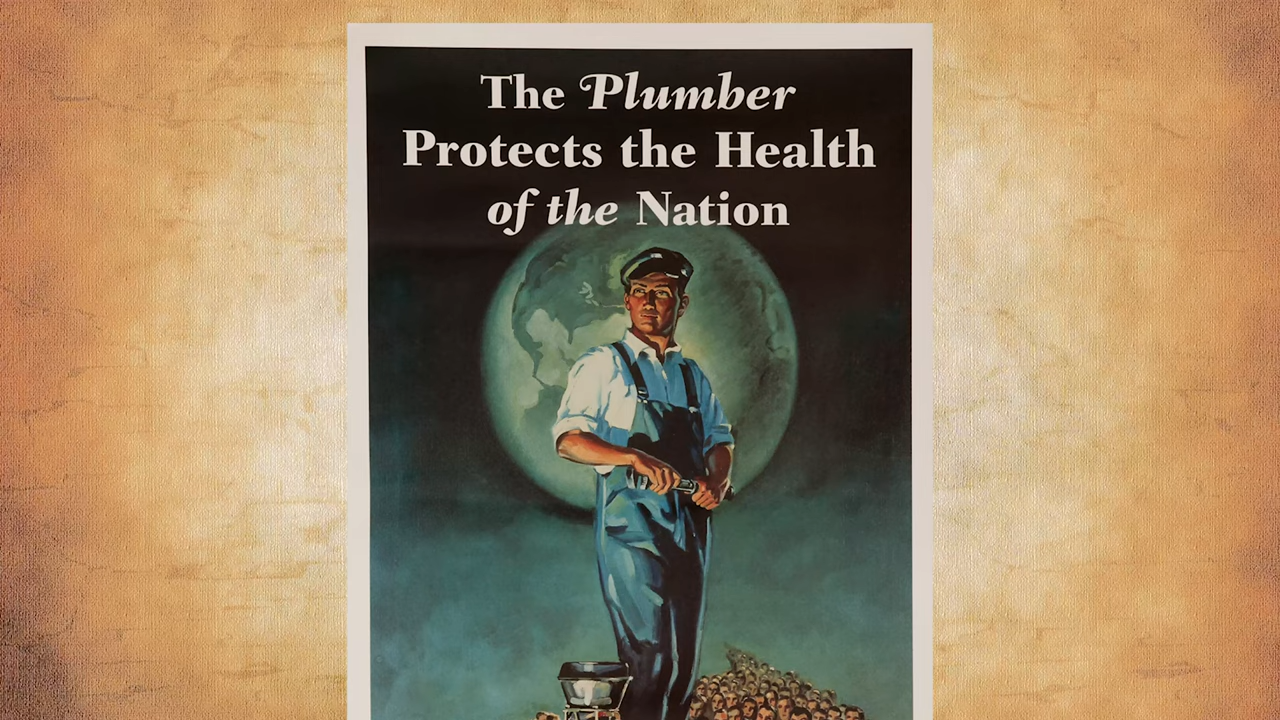 The Plumber
Protects the Health
of the Nation